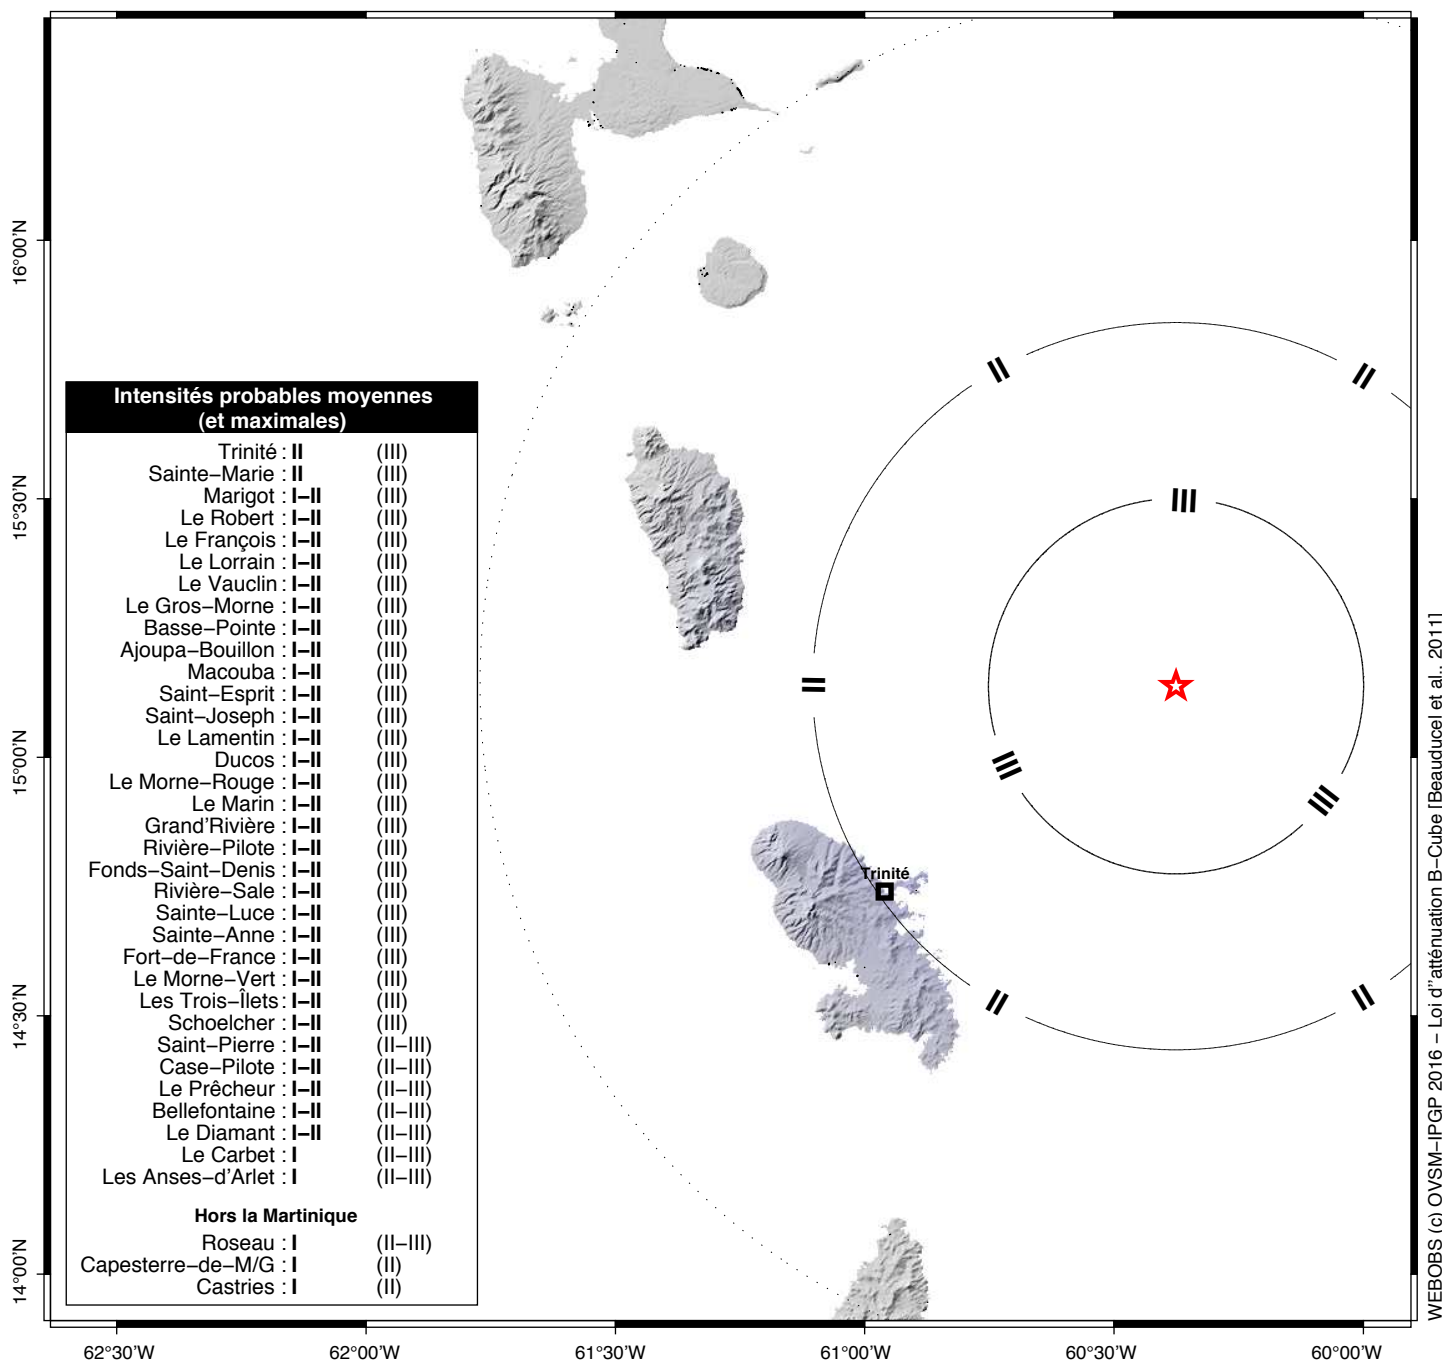 Intensités probables moyennes
(et maximales)
Trinité : II (III)
Sainte–Marie : II (III)
Marigot : I–II (III)
Le Robert : I–II (III)
Le François : I–II (III)
Le Lorrain : I–II (III)
Le Vauclin : I–II (III)
Le Gros–Morne : I–II (III)
Basse–Pointe : I–II (III)
Ajoupa–Bouillon : I–II (III)
Macouba : I–II (III)
Saint–Esprit : I–II (III)
Saint–Joseph : I–II (III)
Le Lamentin : I–II (III)
Ducos : I–II (III)
Le Morne–Rouge : I–II (III)
Le Marin : I–II (III)
Grand'Rivière : I–II (III)
Rivière–Pilote : I–II (III)
Fonds–Saint–Denis : I–II (III)
Rivière–Sale : I–II (III)
Sainte–Luce : I–II (III)
Sainte–Anne : I–II (III)
Fort–de–France : I–II (III)
Le Morne–Vert : I–II (III)
Les Trois–Îlets : I–II (III)
Schoelcher : I–II (III)
Saint–Pierre : I–II (II–III)
Case–Pilote : I–II (II–III)
Le Prêcheur : I–II (II–III)
Bellefontaine : I–II (II–III)
Le Diamant : I–II (II–III)
Le Carbet : I (II–III)
Les Anses–d'Arlet : I (II–III)
Hors la Martinique
Roseau : I (II–III)
Capesterre–de–M/G : I (II)
Castries : I (II)
II
II
III
II
III
III
Trinité
II
II
16°00'N
15°30'N
15°00'N
14°30'N
14°00'N
62°30'W
62°00'W
61°30'W
61°00'W
60°30'W
60°00'W
WEBOBS (c) OVSM–IPGP 2016 – Loi d''atténuation B–Cube [Beauducel et al., 2011]